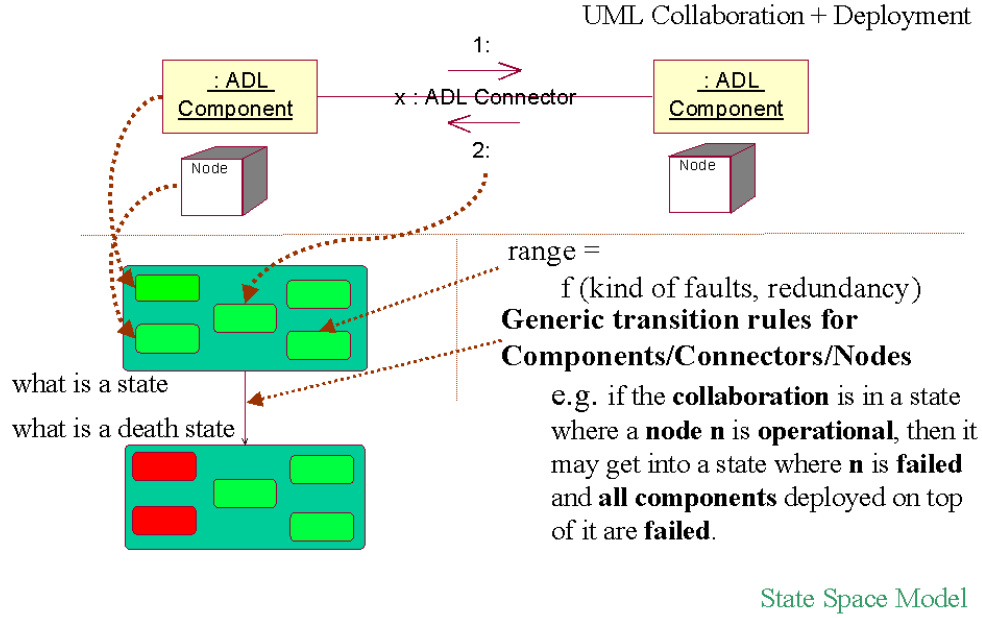 UML Collaboration + Deployment
1:
: ADL
Component
x : ADL Connector
: ADL
Component
2:
Node
Node
range =
f (kind of faults, redundancy)
Generic transition rules for
Components/Connectors/Nodes
what is a state
what is a death state
e.g. if the collaboration is in a state
where a node n is operational, then it
may get into a state where n is failed
and all components deployed on top
of it are failed.
State Space Model